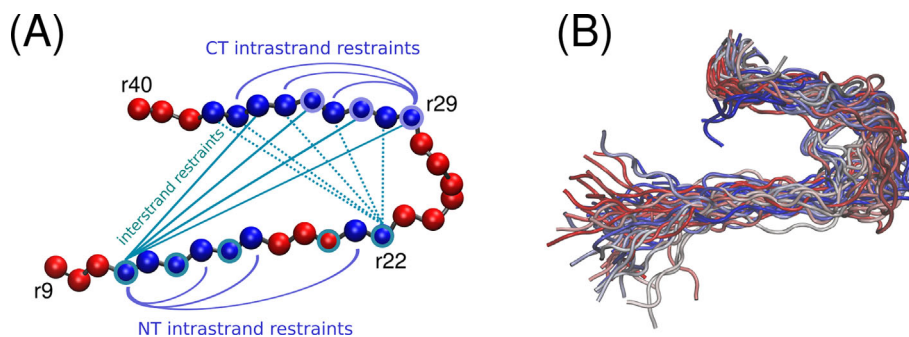 (A)
(B)
CT intrastrand restraints
r40
r29
interstrand restraints
r22
r9
NT intrastrand restraints